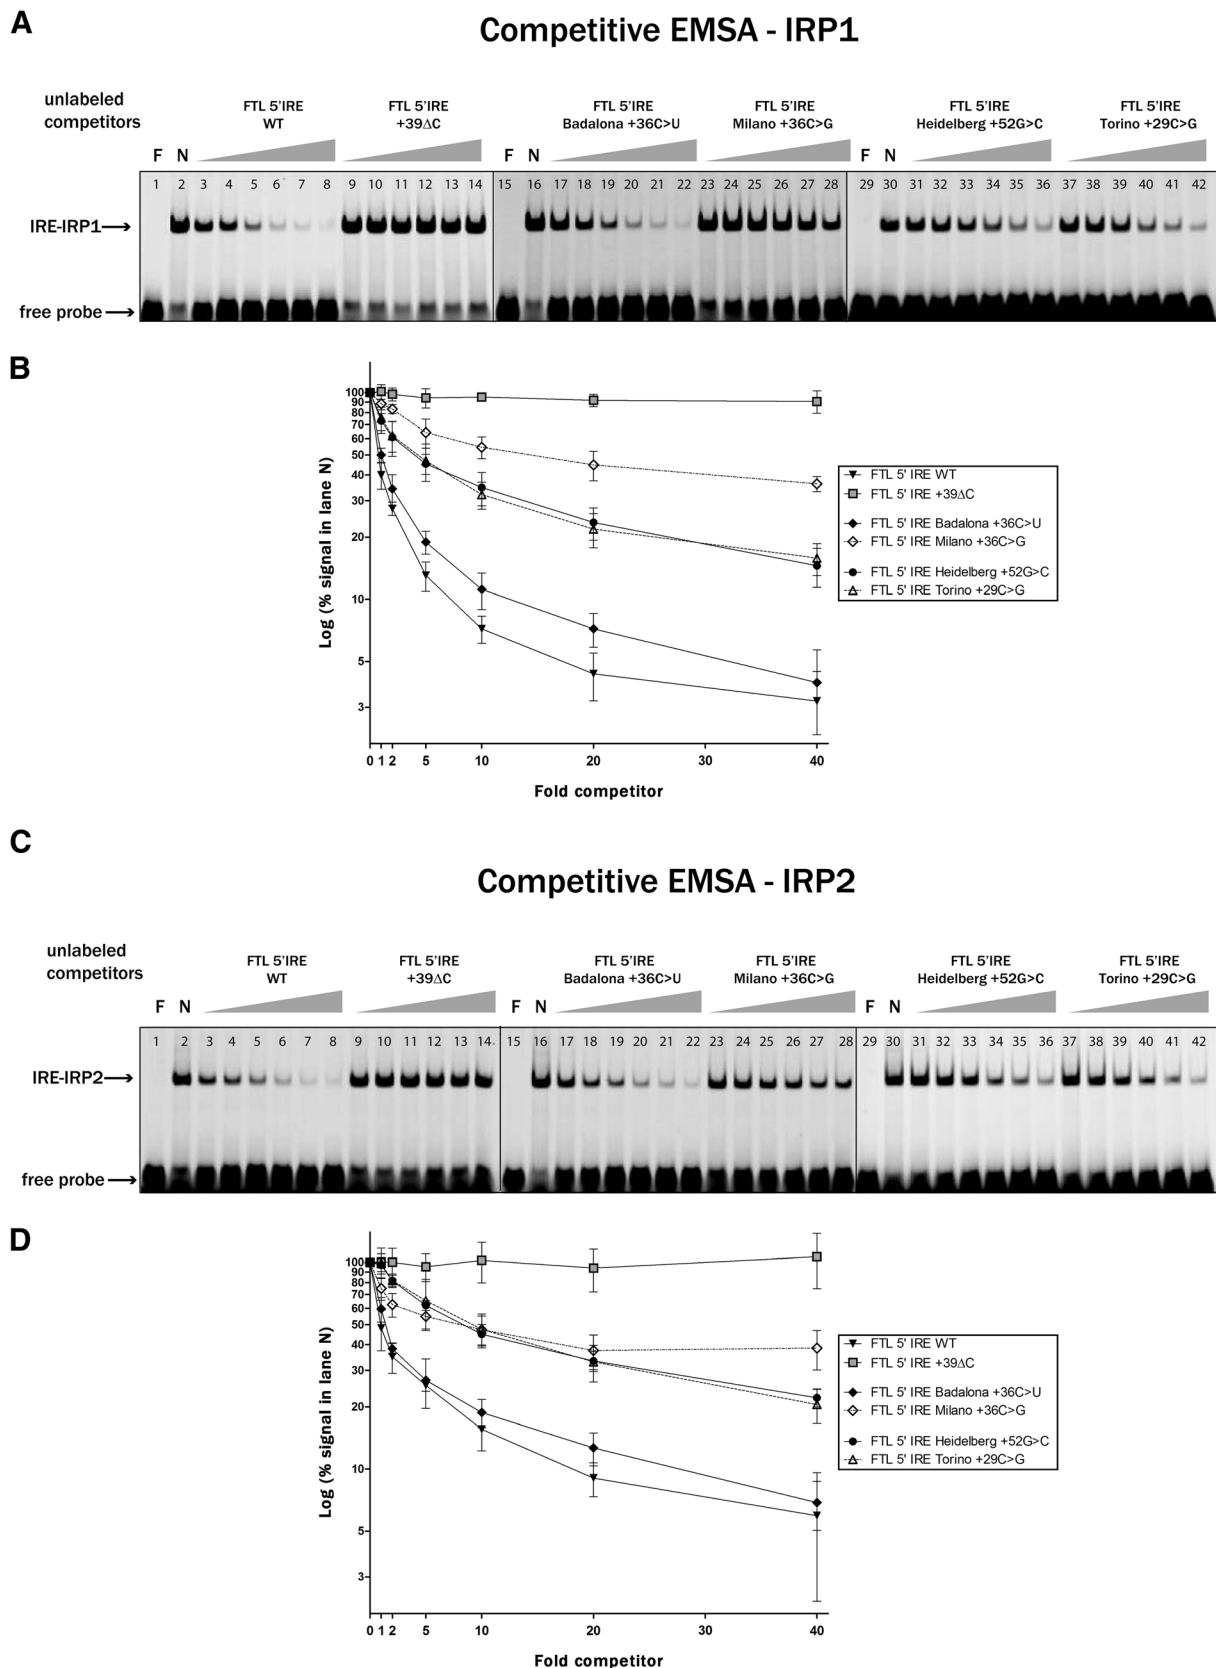 A
Competitive EMSA - IRP1
unlabeled
competitors
FTL 5'IRE
WT
FTL 5'IRE
+39ΔC
FTL 5'IRE
Badalona +36C>U
FTL 5'IRE
Milano +36C>G
FTL 5'IRE
Heidelberg +52G>C
FTL 5'IRE
Torino +29C>G
F N F N F N
1 2 3 4 5 6 7 8 9 10 11 12 13 14 15 16 17 18 19 20 21 22 23 24 25 26 27 28 29 30 31 32 33 34 35 36 37 38 39 40 41 42
IRE-IRP1
free probe
B
Log (% signal in lane N)
100
90
80
70
60
50
40
30
20
10
5
3
0 1 2 5 10 20 30 40
Fold competitor
FTL 5' IRE WT
FTL 5' IRE +39ΔC
FTL 5' IRE Badalona +36C>U
FTL 5' IRE Milano +36C>G
FTL 5' IRE Heidelberg +52G>C
FTL 5' IRE Torino +29C>G
C
Competitive EMSA - IRP2
unlabeled
competitors
FTL 5'IRE
WT
FTL 5'IRE
+39ΔC
FTL 5'IRE
Badalona +36C>U
FTL 5'IRE
Milano +36C>G
FTL 5'IRE
Heidelberg +52G>C
FTL 5'IRE
Torino +29C>G
F N F N F N
1 2 3 4 5 6 7 8 9 10 11 12 13 14 15 16 17 18 19 20 21 22 23 24 25 26 27 28 29 30 31 32 33 34 35 36 37 38 39 40 41 42
IRE-IRP2
free probe
D
Log (% signal in lane N)
100
90
80
70
60
50
40
30
20
10
5
3
0 1 2 5 10 20 30 40
Fold competitor
FTL 5' IRE WT
FTL 5' IRE +39ΔC
FTL 5' IRE Badalona +36C>U
FTL 5' IRE Milano +36C>G
FTL 5' IRE Heidelberg +52G>C
FTL 5' IRE Torino +29C>G